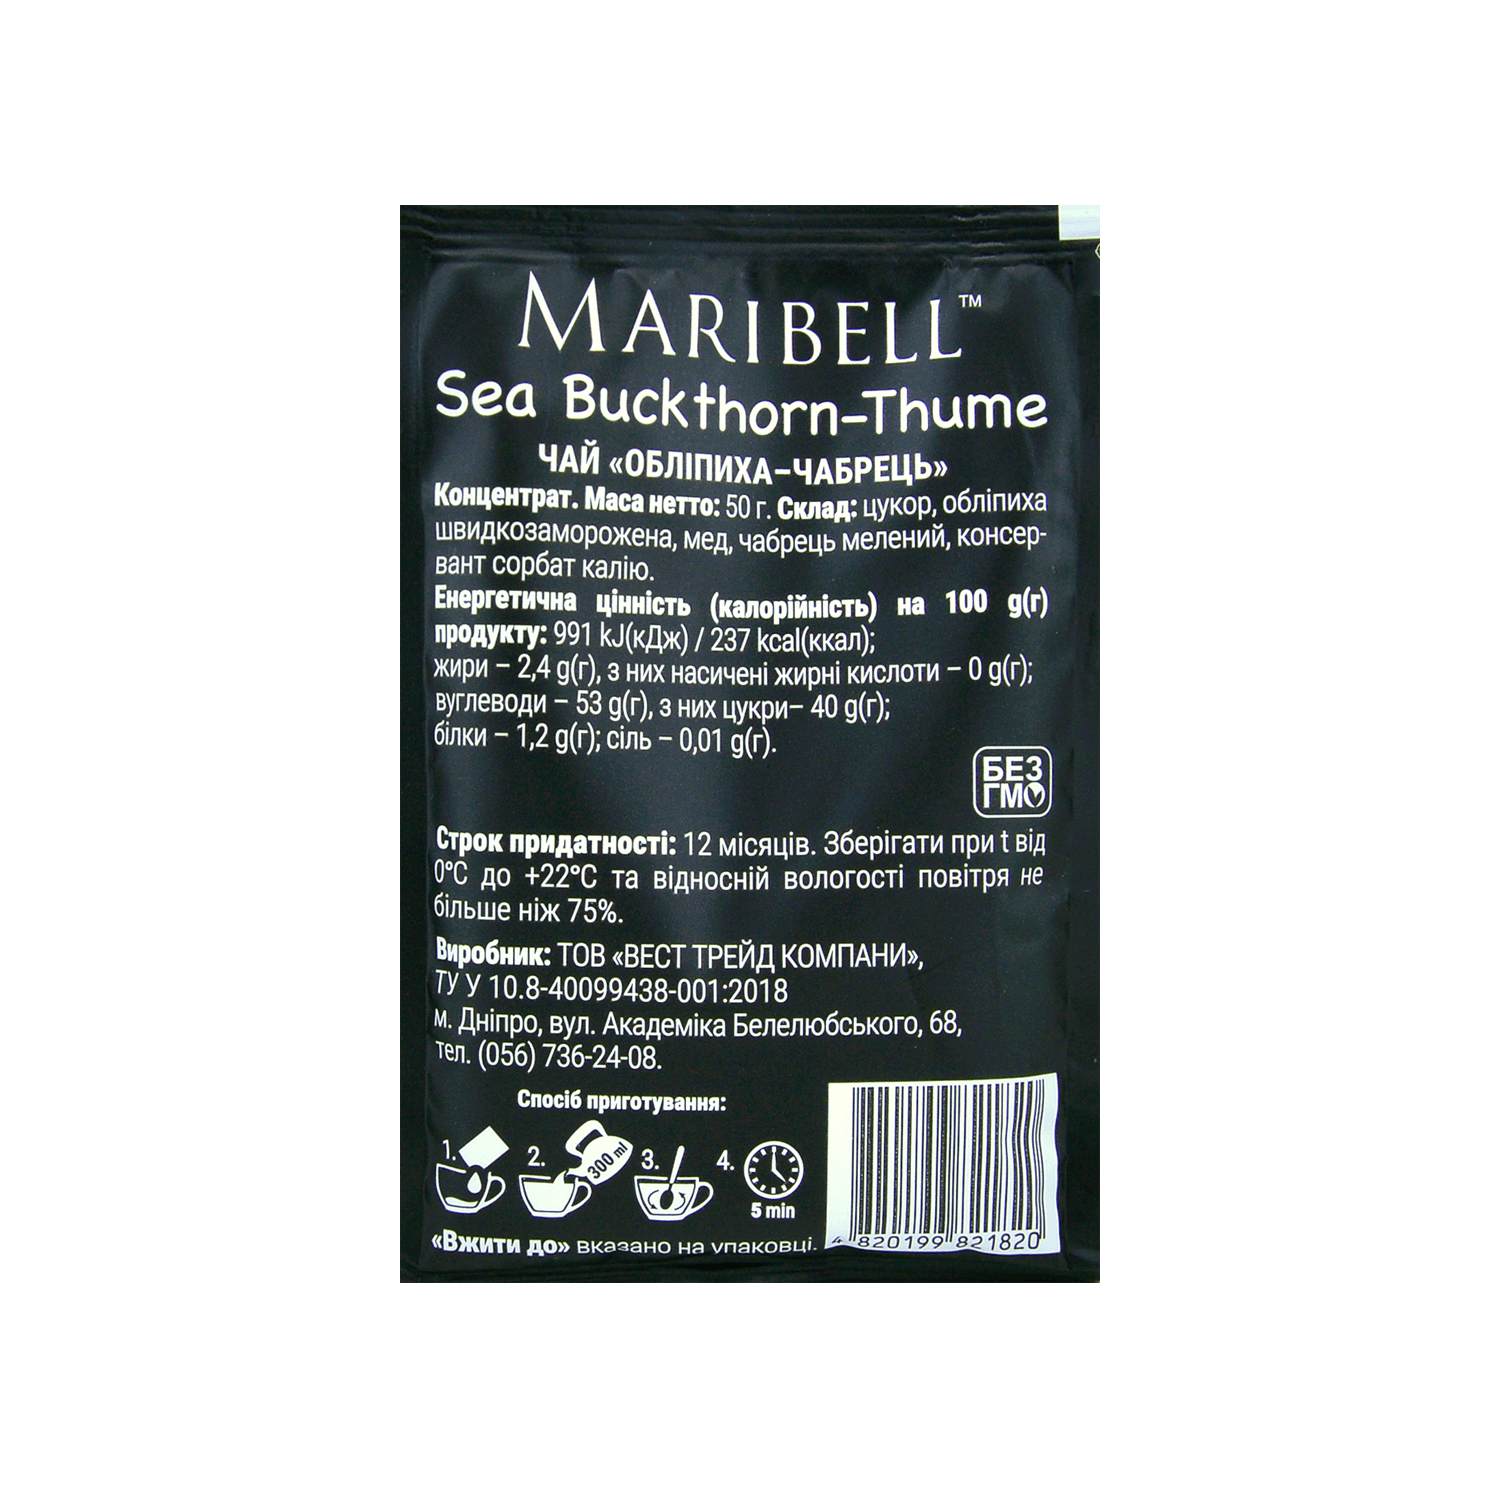 MARIBELL™
Sea Buckthorn-Thume
ЧАЙ «ОБЛІПИХА-ЧАБРЕЦЬ»
Концентрат. Маса нетто: 50 г. Склад: цукор, обліпиха
швидкозаморожена, мед, чабрець мелений, консер-
вант сорбат калію.
Енергетична цінність (калорійність) на 100 g(г)
продукту: 991 kJ(кДж) / 237 kcal(ккал);
жири – 2,4 g(г), з них насичені жирні кислоти – 0 g(г);
вуглеводи – 53 g(г), з них цукри– 40 g(г);
білки – 1,2 g(г); сіль – 0,01 g(г).
БЕЗ
ГМО
Строк придатності: 12 місяців. Зберігати при t від
0°C до +22°C та відносній вологості повітря не
більше ніж 75%.
Виробник: ТОВ «ВЕСТ ТРЕЙД КОМПАНИ»,
ТУ У 10.8-40099438-001:2018
м. Дніпро, вул. Академіка Белелюбського, 68,
тел. (056) 736-24-08.
Спосіб приготування:
1. 2. 300 ml 3. 4.
5 min
«Вжити до» вказано на упаковці.
4 820199 821820